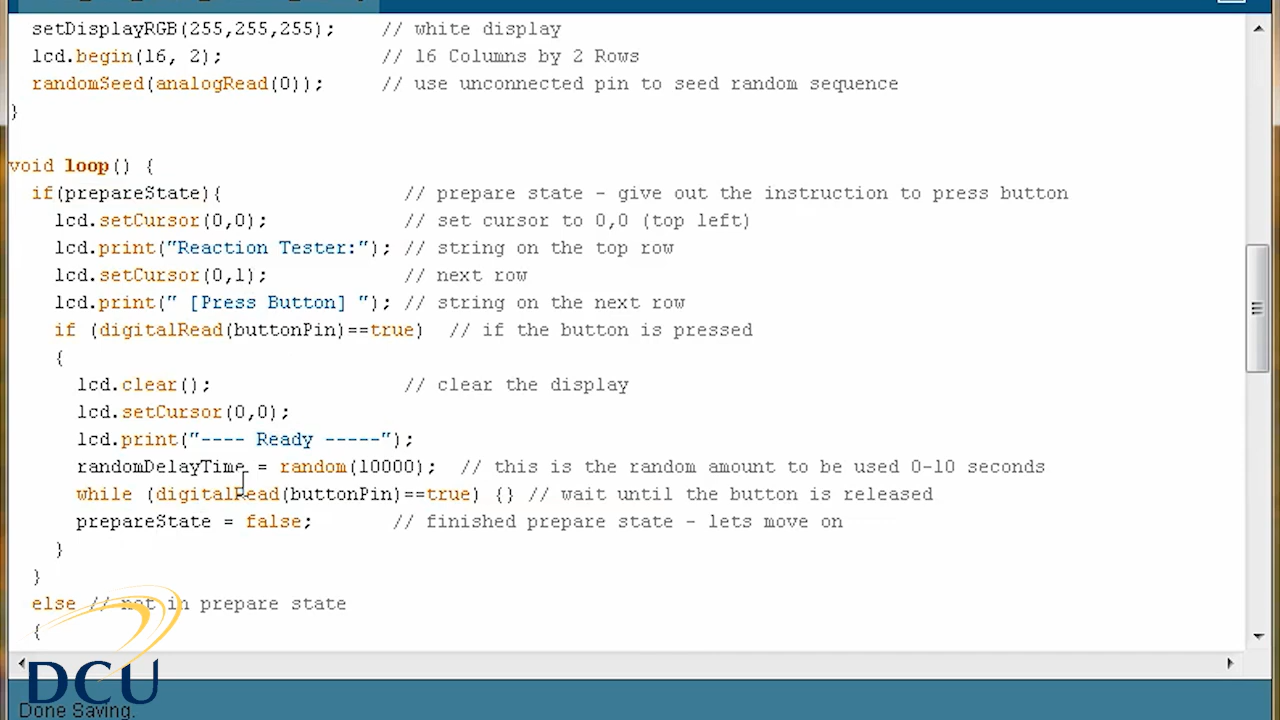 setDisplayRGB(255,255,255); // white display
lcd.begin(16, 2); // 16 Columns by 2 Rows
randomSeed(analogRead(0)); // use unconnected pin to seed random sequence
}
void loop() {
if(prepareState){ // prepare state - give out the instruction to press button
lcd.setCursor(0,0); // set cursor to 0,0 (top left)
lcd.print("Reaction Tester:"); // string on the top row
lcd.setCursor(0,1); // next row
lcd.print(" [Press Button] "); // string on the next row
if (digitalRead(buttonPin)==true) // if the button is pressed
{
lcd.clear(); // clear the display
lcd.setCursor(0,0);
lcd.print("---- Ready -----");
randomDelayTime = random(10000); // this is the random amount to be used 0-10 seconds
while (digitalRead(buttonPin)==true) {} // wait until the button is released
prepareState = false; // finished prepare state - lets move on
}
}
else // not in prepare state
{
DCU
Done Saving.